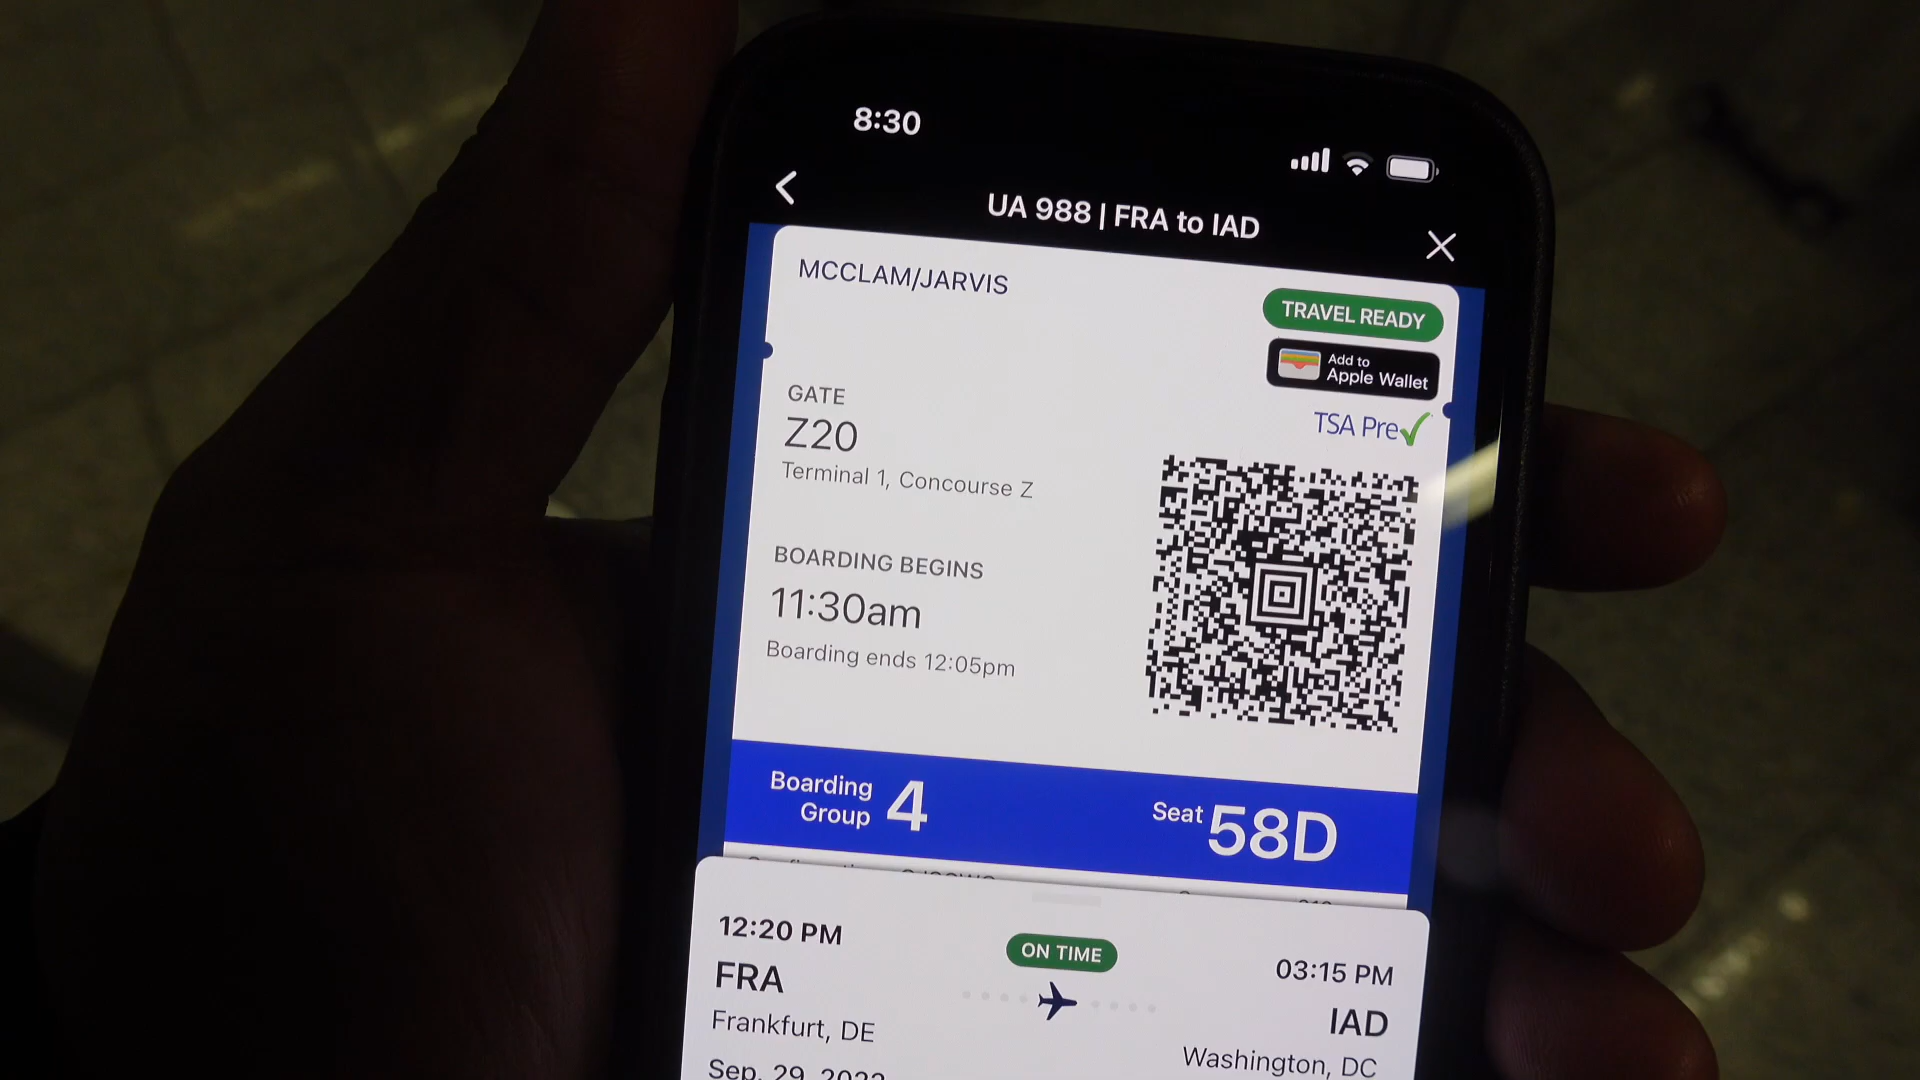 8:30
UA 988 | FRA to IAD
MCCLAM/JARVIS
TRAVEL READY
Add to
Apple Wallet
TSA Pre
GATE
Z20
Terminal 1, Concourse Z
BOARDING BEGINS
11:30am
Boarding ends 12:05pm
Boarding
Group 4
Seat 58D
12:20 PM
ON TIME
03:15 PM
FRA
IAD
Frankfurt, DE
Washington, DC
Sep. 29,